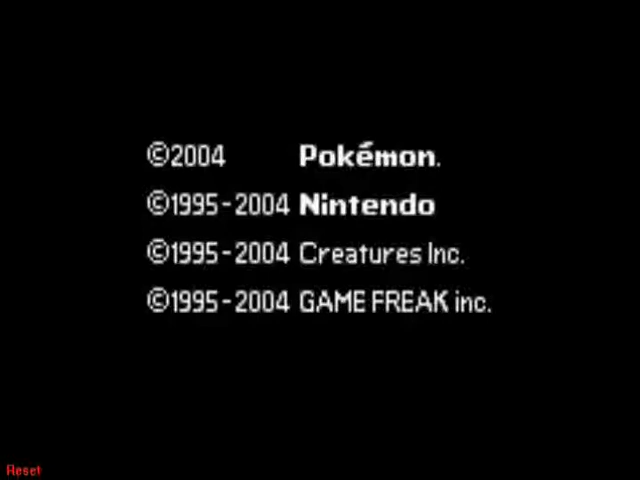 ©2004 Pokémon.
©1995-2004 Nintendo
©1995-2004 Creatures Inc.
©1995-2004 GAME FREAK inc.
Reset